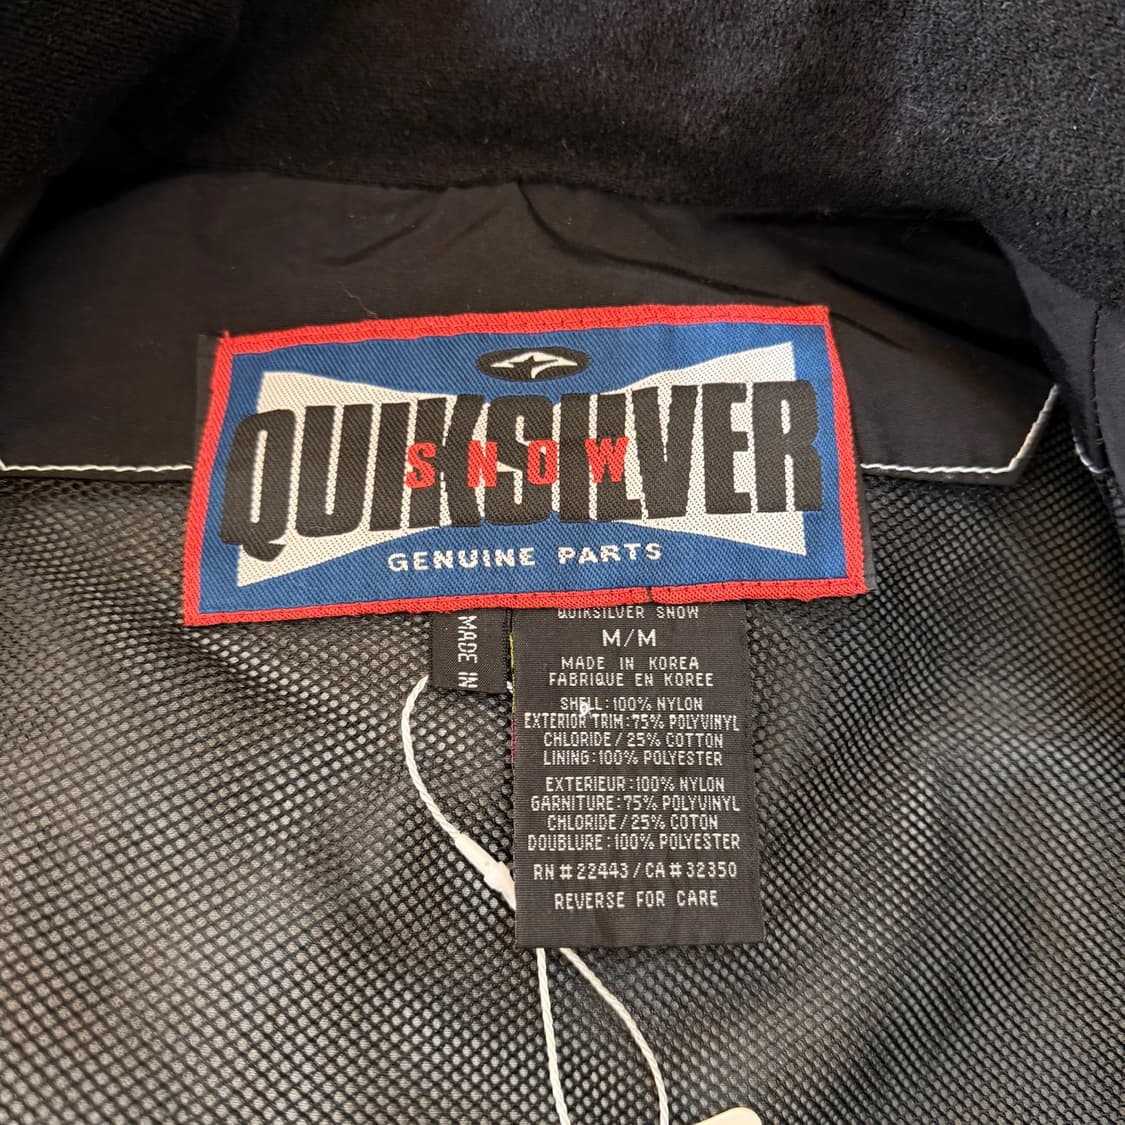 QUIKSILVER
SNOW
GENUINE PARTS
MADE IN
QUIKSILVER SNOW
M/M
MADE IN KOREA
FABRIQUE EN KOREE
SHELL:100% NYLON
EXTERIOR TRIM:75% POLYVINYL
CHLORIDE/25% COTTON
LINING:100% POLYESTER
EXTERIEUR:100% NYLON
GARNITURE:75% POLYVINYL
CHLORIDE/25% COTON
DOUBLURE:100% POLYESTER
RN#22443/CA#32350
REVERSE FOR CARE